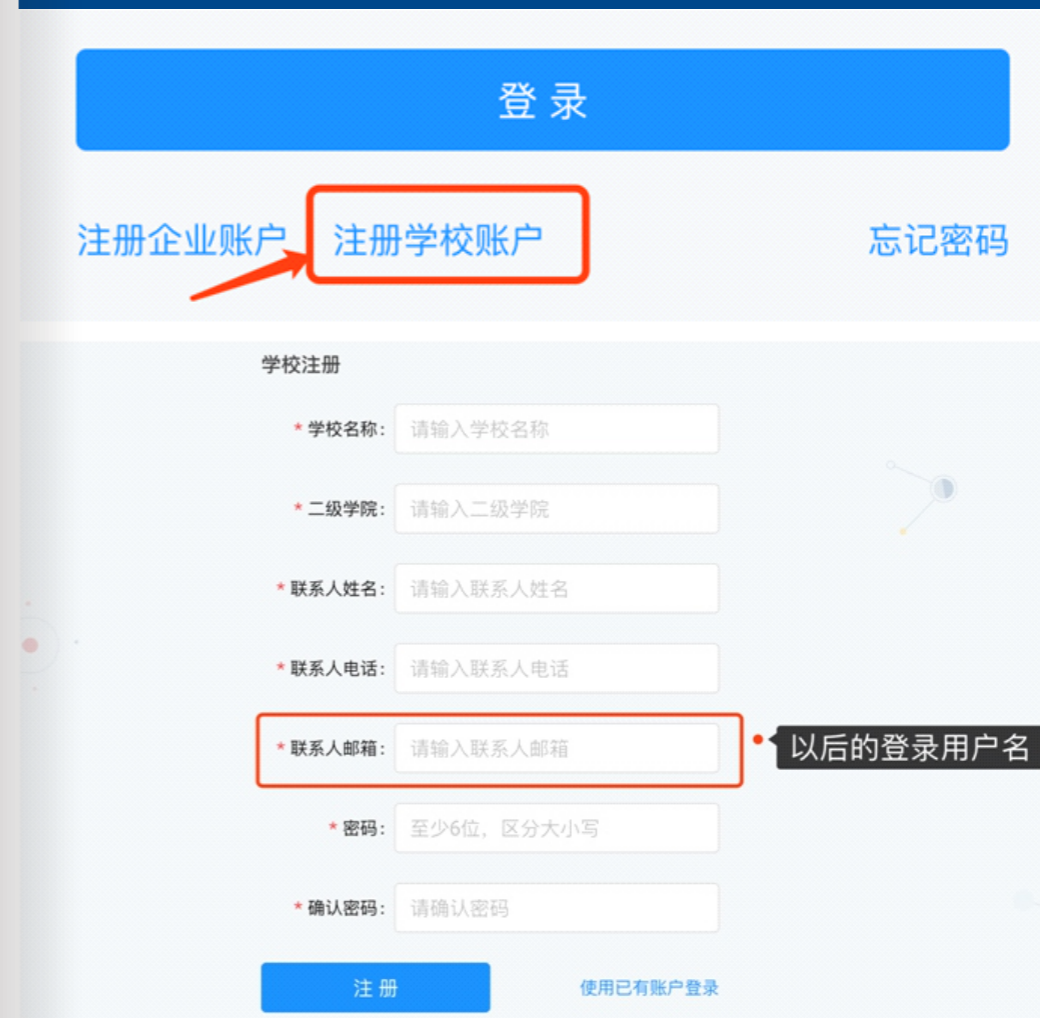 登 录
注册企业账户 注册学校账户 忘记密码
学校注册
* 学校名称: 请输入学校名称
* 二级学院: 请输入二级学院
* 联系人姓名: 请输入联系人姓名
* 联系人电话: 请输入联系人电话
* 联系人邮箱: 请输入联系人邮箱 以后的登录用户名
* 密码: 至少6位，区分大小写
* 确认密码: 请确认密码
注 册 使用已有账户登录